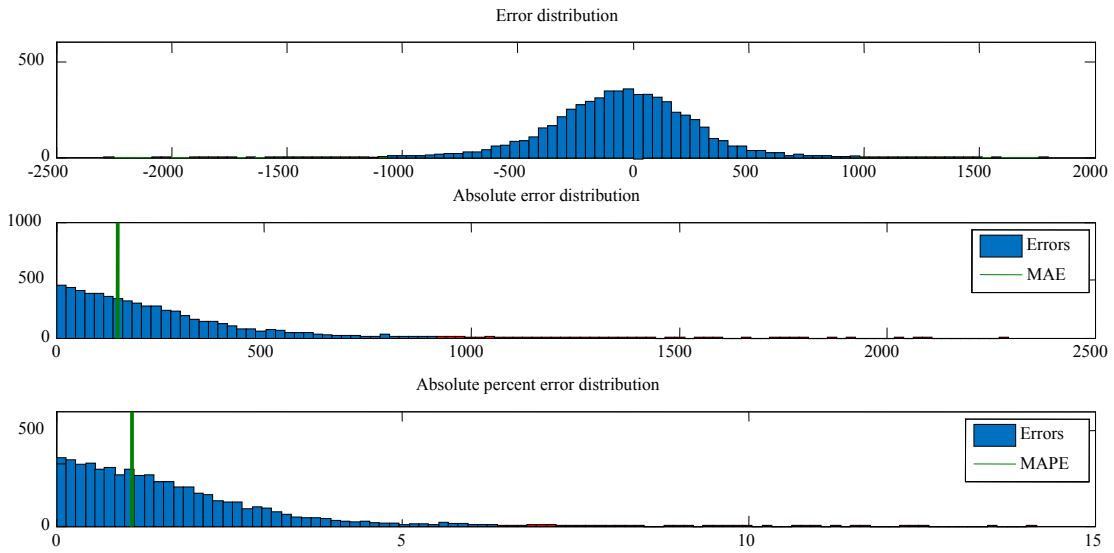 Error distribution
500
0
-2500 -2000 -1500 -1000 -500 0 500 1000 1500 2000
Absolute error distribution
1000
500
0
Errors
MAE
0 500 1000 1500 2000 2500
Absolute percent error distribution
500
0
Errors
MAPE
0 5 10 15